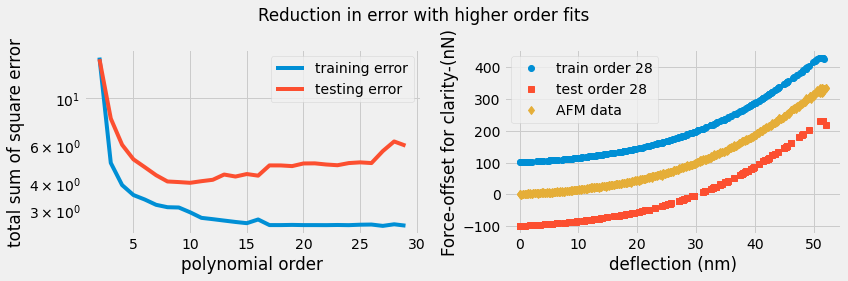 Reduction in error with higher order fits
total sum of square error
10¹
6 × 10⁰
4 × 10⁰
3 × 10⁰
training error
testing error
5
10
15
20
25
30
polynomial order
Force-offset for clarity-(nN)
400
300
200
100
0
−100
train order 28
test order 28
AFM data
0
10
20
30
40
50
deflection (nm)